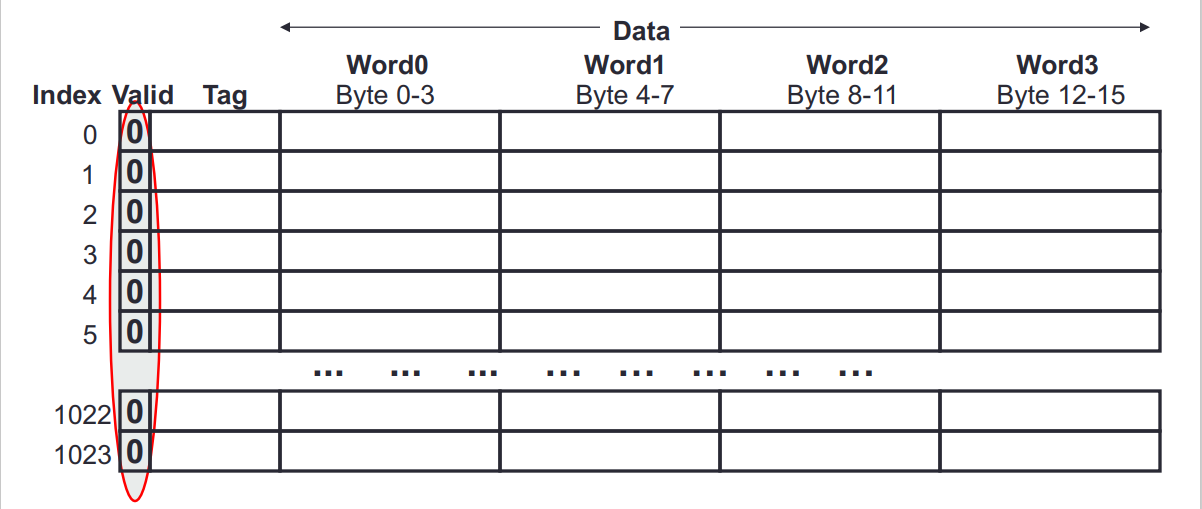 Data
Word0 Word1 Word2 Word3
Index Valid Tag Byte 0-3 Byte 4-7 Byte 8-11 Byte 12-15
0 0
1 0
2 0
3 0
4 0
5 0
... ... ... ... ... ... ... ...
1022 0
1023 0